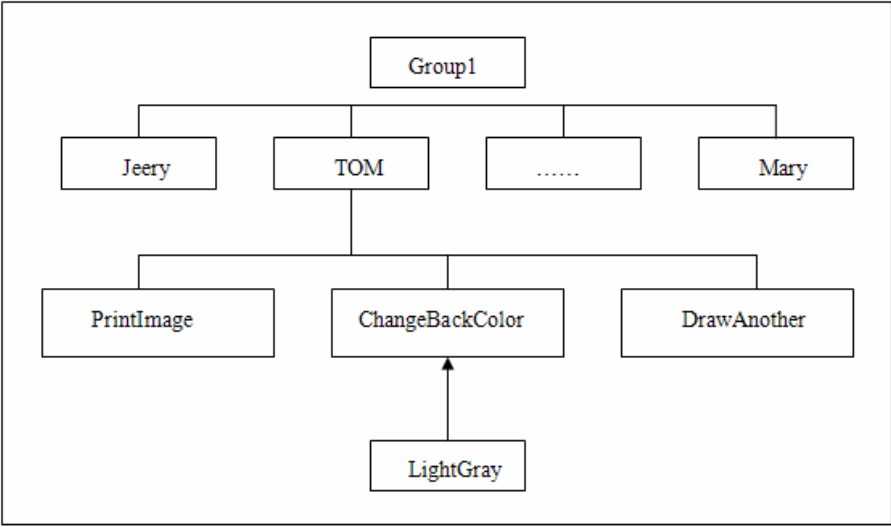 Group1
Jeery
TOM
……
Mary
PrintImage
ChangeBackColor
DrawAnother
LightGray